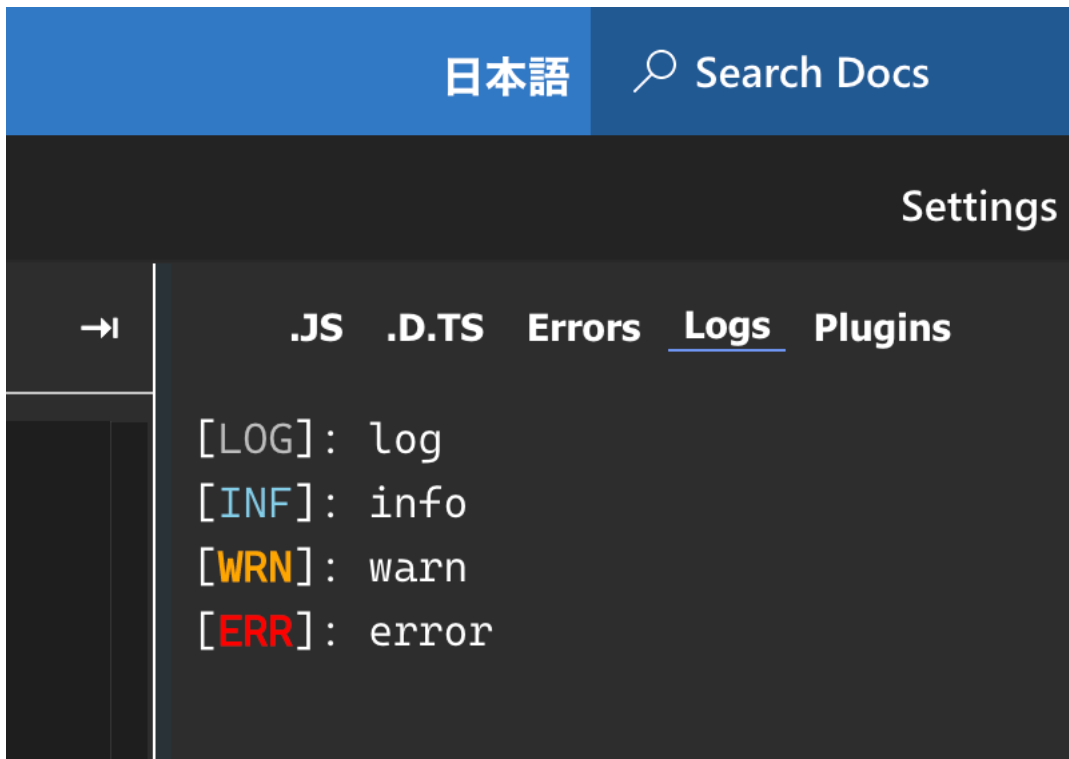 日本語 Search Docs
Settings
.JS .D.TS Errors Logs Plugins
[LOG]: log
[INF]: info
[WRN]: warn
[ERR]: error